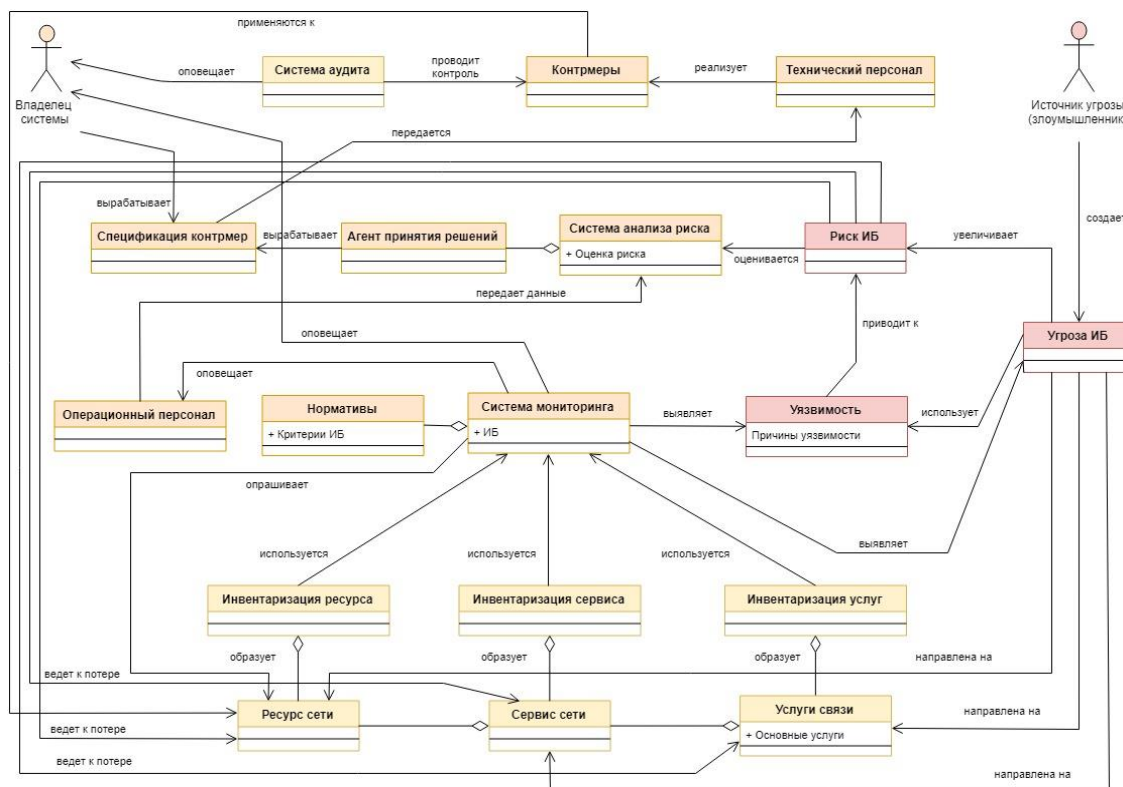 применяются к
оповещает
Система аудита
проводит
контроль
Контрмеры
реализует
Технический персонал
Владелец
системы
Источник угрозы
(злоумышленник
передается
вырабатывает
создает
Спецификация контрмер
вырабатывает
Агент принятия решений
Система анализа риска
+ Оценка риска
оценивается
Риск ИБ
увеличивает
передает данные
оповещает
приводит к
Угроза ИБ
оповещает
Операционный персонал
Нормативы
+ Критерии ИБ
Система мониторинга
+ ИБ
выявляет
Уязвимость
Причины уязвимости
использует
опрашивает
выявляет
используется
используется
используется
Инвентаризация ресурса
Инвентаризация сервиса
Инвентаризация услуг
образует
образует
образует
направлена на
ведет к потере
Ресурс сети
Сервис сети
Услуги связи
+ Основные услуги
направлена на
ведет к потере
ведет к потере
направлена на